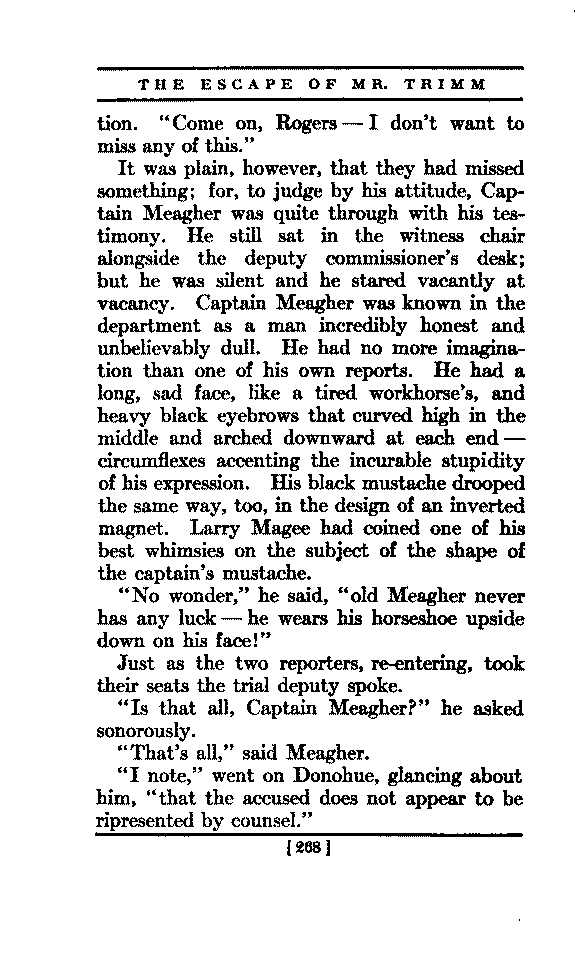 THE ESCAPE OF MR. TRIMM
tion. "Come on, Rogers — I don't want to
miss any of this."
It was plain, however, that they had missed
something; for, to judge by his attitude, Cap-
tain Meagher was quite through with his tes-
timony. He still sat in the witness chair
alongside the deputy commissioner's desk;
but he was silent and he stared vacantly at
vacancy. Captain Meagher was known in the
department as a man incredibly honest and
unbelievably dull. He had no more imagina-
tion than one of his own reports. He had a
long, sad face, like a tired workhorse's, and
heavy black eyebrows that curved high in the
middle and arched downward at each end —
circumflexes accenting the incurable stupidity
of his expression. His black mustache drooped
the same way, too, in the design of an inverted
magnet. Larry Magee had coined one of his
best whimsies on the subject of the shape of
the captain's mustache.
"No wonder," he said, "old Meagher never
has any luck — he wears his horseshoe upside
down on his face!"
Just as the two reporters, re-entering, took
their seats the trial deputy spoke.
"Is that all, Captain Meagher?" he asked
sonorously.
"That's all," said Meagher.
"I note," went on Donohue, glancing about
him, "that the accused does not appear to be
ripresented by counsel."
[268]